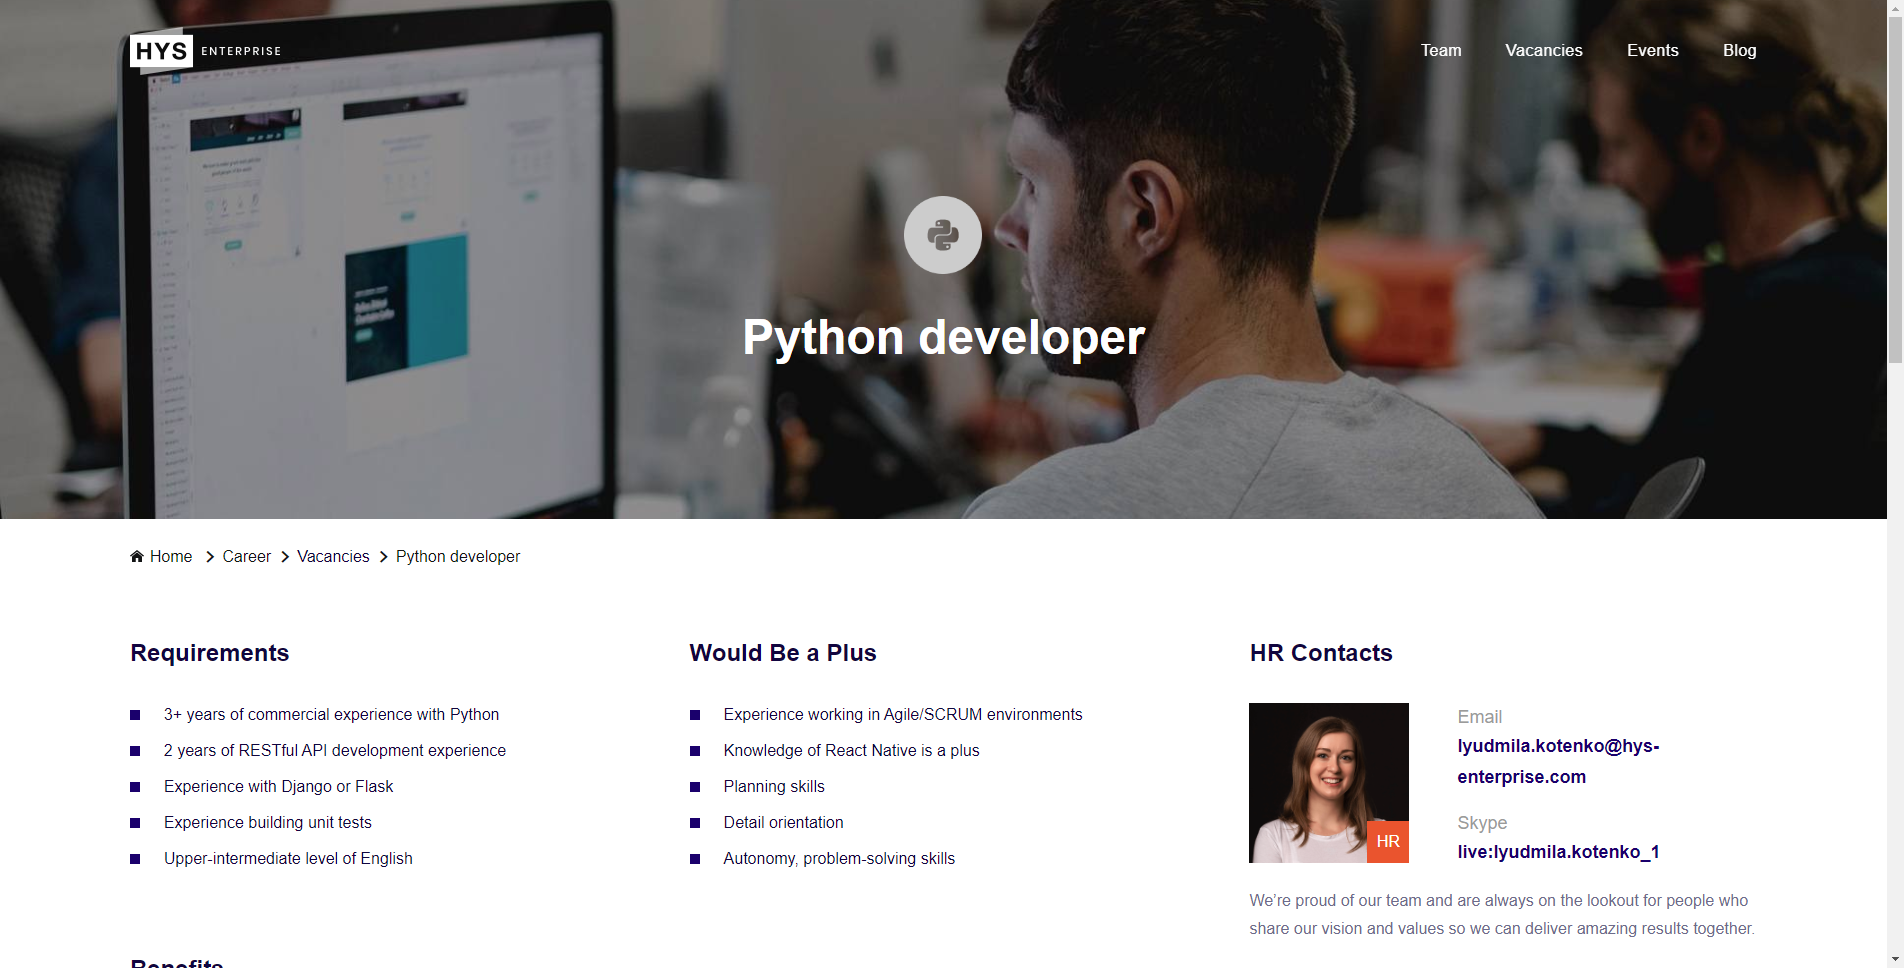 HYS ENTERPRISE
Team Vacancies Events Blog
Python developer
Home Career Vacancies Python developer
Requirements
3+ years of commercial experience with Python
2 years of RESTful API development experience
Experience with Django or Flask
Experience building unit tests
Upper-intermediate level of English
Would Be a Plus
Experience working in Agile/SCRUM environments
Knowledge of React Native is a plus
Planning skills
Detail orientation
Autonomy, problem-solving skills
HR Contacts
HR
Email
lyudmila.kotenko@hys-
enterprise.com
Skype
live:lyudmila.kotenko_1
We're proud of our team and are always on the lookout for people who
share our vision and values so we can deliver amazing results together.
Benefits